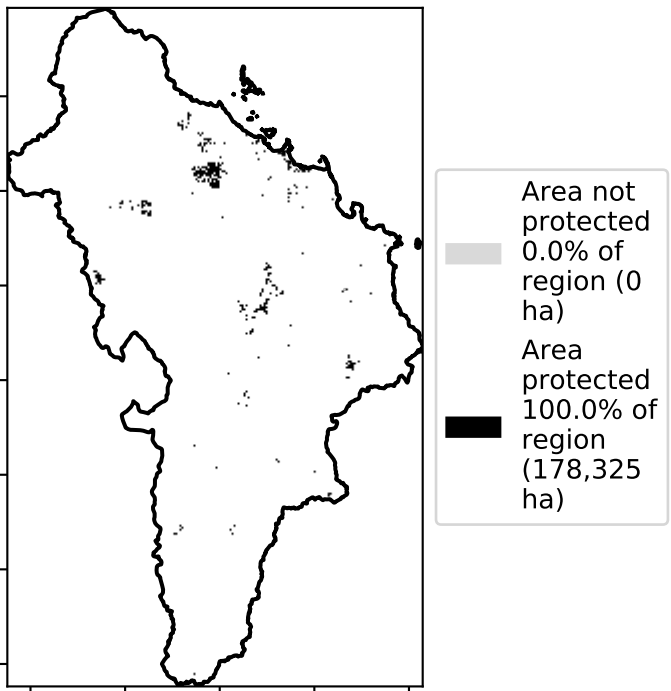 Area not
protected
0.0% of
region (0
ha)
Area
protected
100.0% of
region
(178,325
ha)